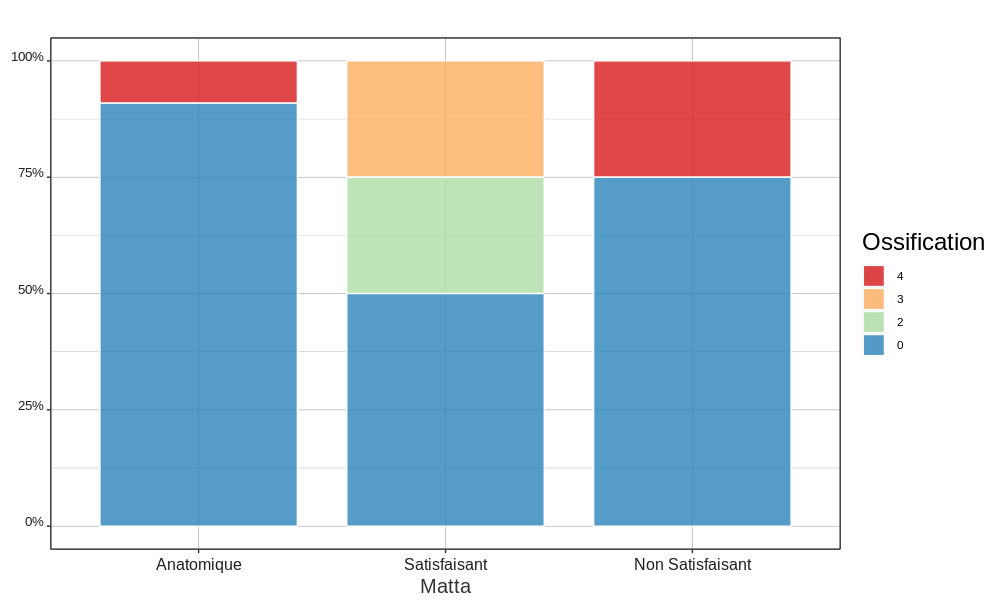 100%
75%
50%
25%
0%
Anatomique
Satisfaisant
Non Satisfaisant
Matta
Ossification
4
3
2
0